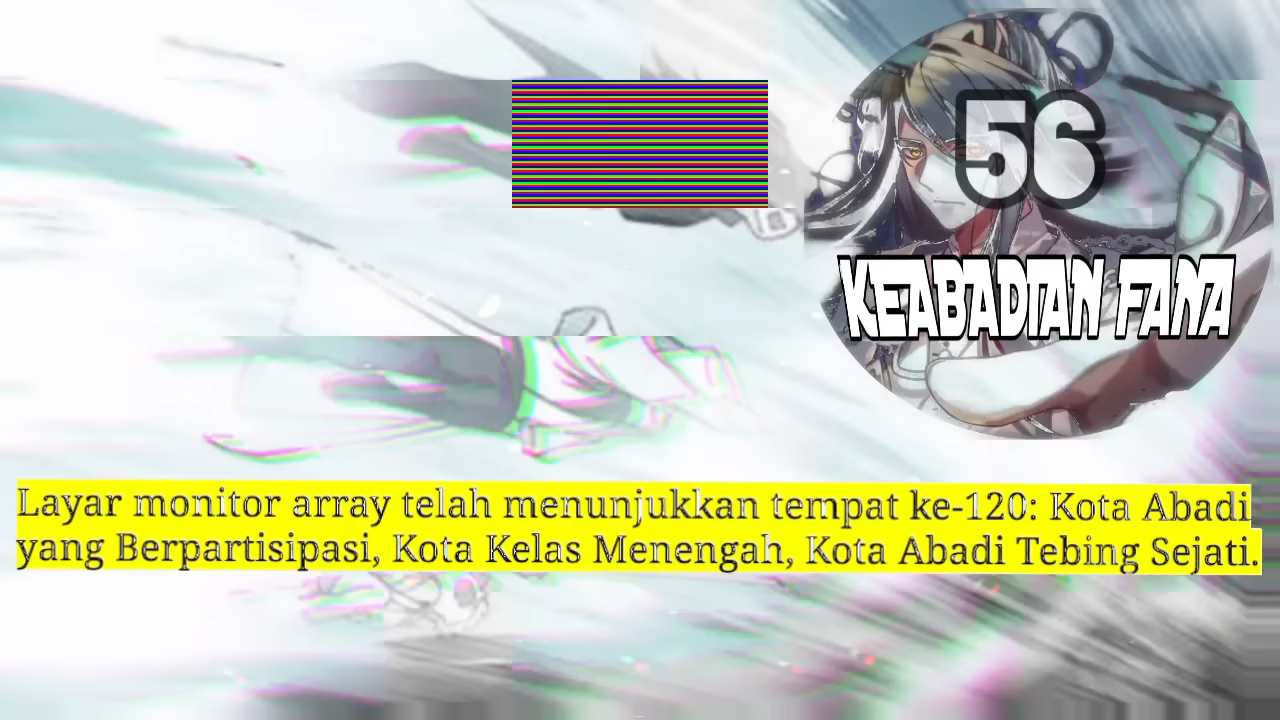 56
KEABADIAN FANA
Layar monitor array telah menunjukkan tempat ke-120: Kota Abadi
yang Berpartisipasi, Kota Kelas Menengah, Kota Abadi Tebing Sejati.